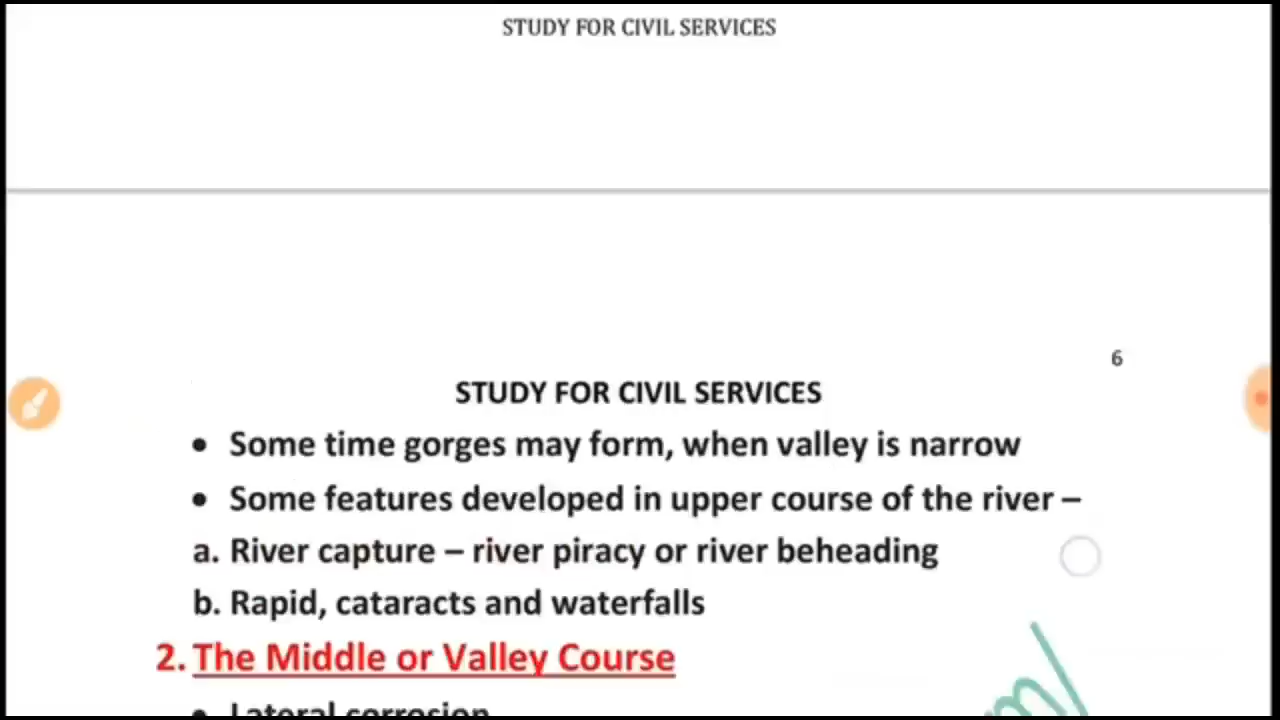 STUDY FOR CIVIL SERVICES
6
STUDY FOR CIVIL SERVICES
• Some time gorges may form, when valley is narrow
• Some features developed in upper course of the river –
a. River capture – river piracy or river beheading
b. Rapid, cataracts and waterfalls
2. The Middle or Valley Course
• Lateral corrosion